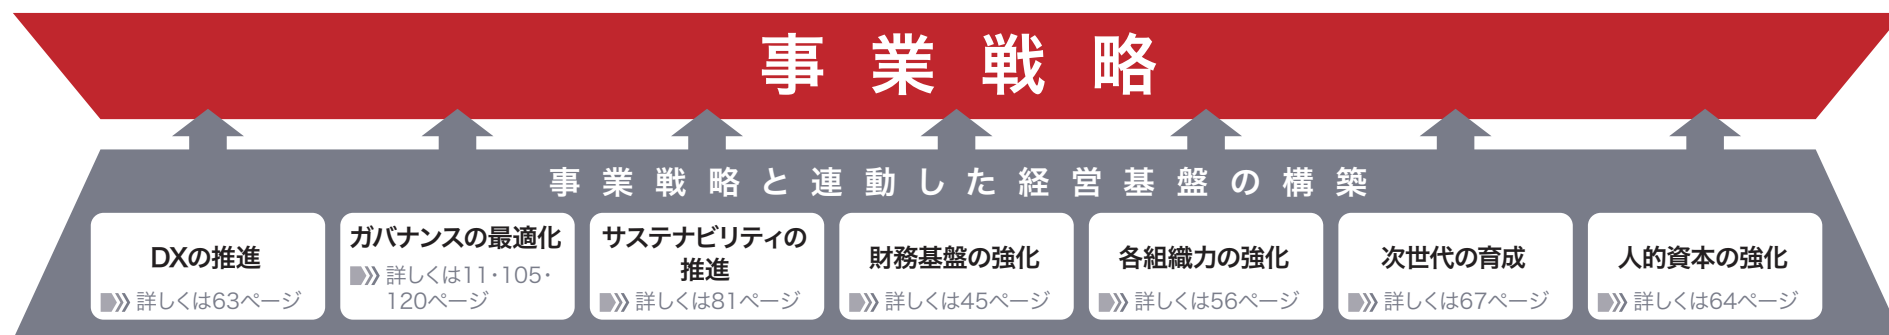 事業戦略
事業戦略と連動した経営基盤の構築
DXの推進
詳しくは63ページ
ガバナンスの最適化
詳しくは11・105・
120ページ
サステナビリティの
推進
詳しくは81ページ
財務基盤の強化
詳しくは45ページ
各組織力の強化
詳しくは56ページ
次世代の育成
詳しくは67ページ
人的資本の強化
詳しくは64ページ